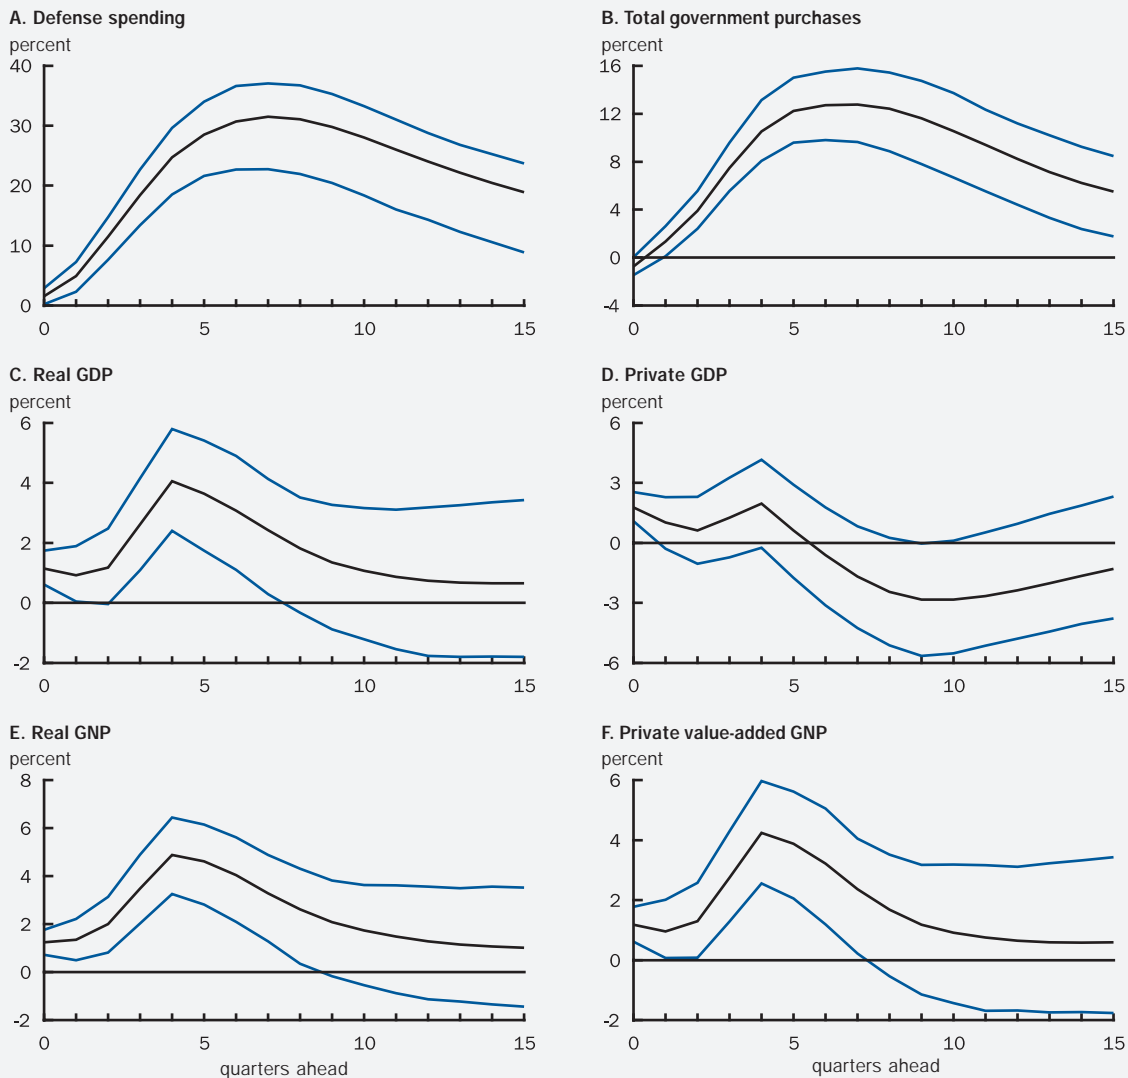 A. Defense spending
percent
40
30
20
10
0
0 5 10 15
B. Total government purchases
percent
16
12
8
4
0
-4
0 5 10 15
C. Real GDP
percent
6
4
2
0
-2
0 5 10 15
D. Private GDP
percent
6
3
0
-3
-6
0 5 10 15
E. Real GNP
percent
8
6
4
2
0
-2
0 5 10 15
quarters ahead
F. Private value-added GNP
percent
6
4
2
0
-2
0 5 10 15
quarters ahead